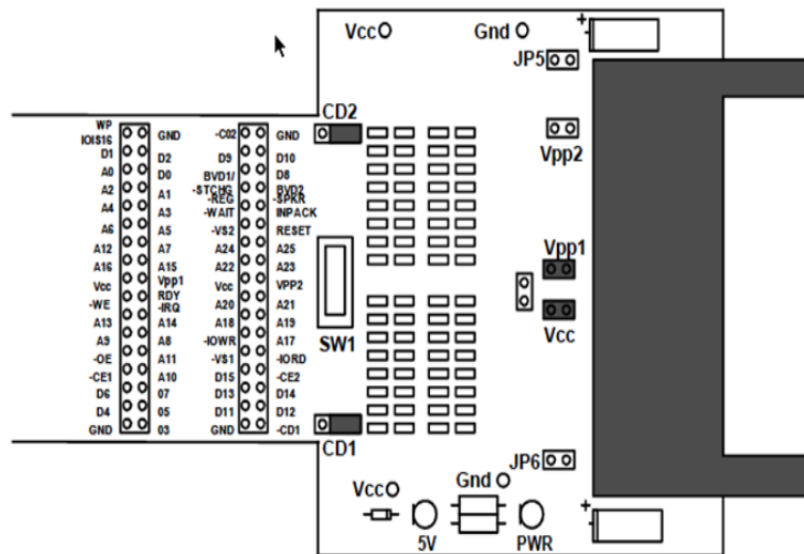 Vcc Gnd
+
JP5
CD2
Vpp2
WP
IOIS16 GND -C02 GND
D1 D2 D9 D10
A0 D0 BVD1/ D8
A2 A1 -STCHG BVD2
-REG -SPKR
A4 A3 -WAIT INPACK
A6 A5 -VS2 RESET
A12 A7 A24 A25
A16 A15 A22 A23
Vcc Vpp1 Vcc VPP2
-WE RDY
-IRQ A20 A21
A13 A14 A18 A19
A9 A8 -IOWR A17
-OE A11 -VS1 -IORD
-CE1 A10 D15 -CE2
D6 07 D13 D14
D4 05 D11 D12
GND 03 GND -CD1
Vpp1
Vcc
SW1
CD1
JP6
Gnd
Vcc
+
5V PWR